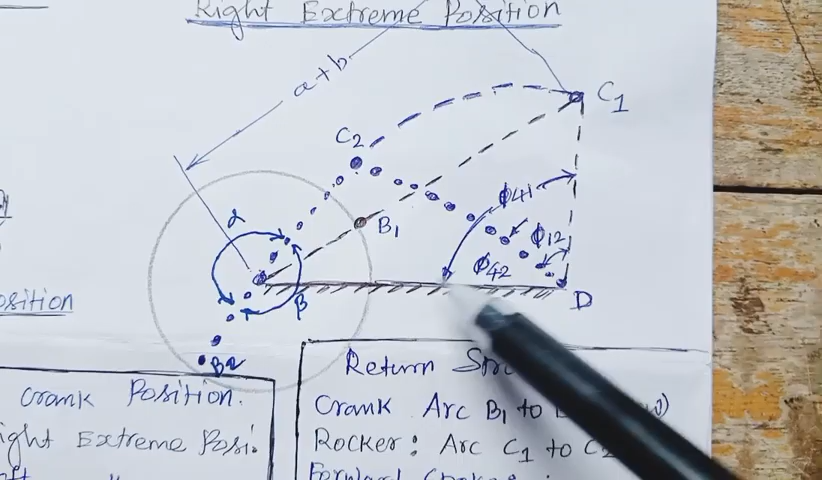 Right Extreme Position
a+b
C1
C2
α
B1
ϕ41
ϕ12
ϕ42
β
D
B2
osition
Crank Position.
ight Extreme Posi.
Return
Crank Arc B1 to
Rocker: Arc C1 to C2
Forward